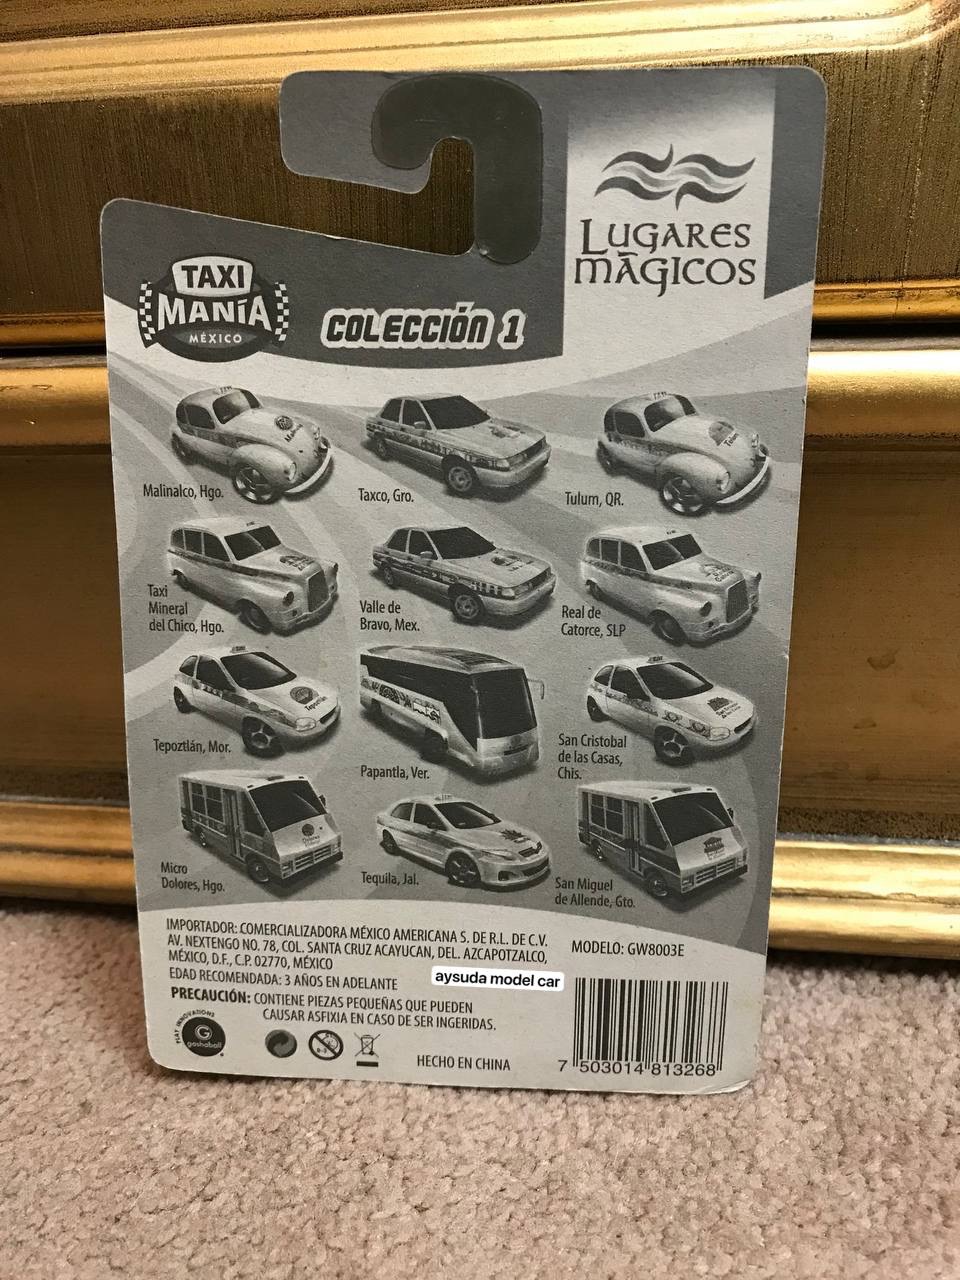 LUGARES
MÁGICOS
TAXI
MANÍA
MÉXICO
COLECCIÓN 1
Malinalco, Hgo.
Taxco, Gro.
Tulum, QR.
Taxi
Mineral
del Chico, Hgo.
Valle de
Bravo, Mex.
Real de
Catorce, SLP
Tepoztlán, Mor.
Papantla, Ver.
San Cristobal
de las Casas,
Chis.
Micro
Dolores, Hgo.
Tequila, Jal.
San Miguel
de Allende, Gto.
IMPORTADOR: COMERCIALIZADORA MÉXICO AMERICANA S. DE R.L. DE C.V.
AV. NEXTENGO NO. 78, COL. SANTA CRUZ ACAYUCAN, DEL. AZCAPOTZALCO,
MÉXICO, D.F., C.P. 02770, MÉXICO
EDAD RECOMENDADA: 3 AÑOS EN ADELANTE
MODELO: GW8003E
aysuda model car
PRECAUCIÓN: CONTIENE PIEZAS PEQUEÑAS QUE PUEDEN
CAUSAR ASFIXIA EN CASO DE SER INGERIDAS.
PLAY INNOVATIONS
G
goshaball
0-3
HECHO EN CHINA
7 503014 813268